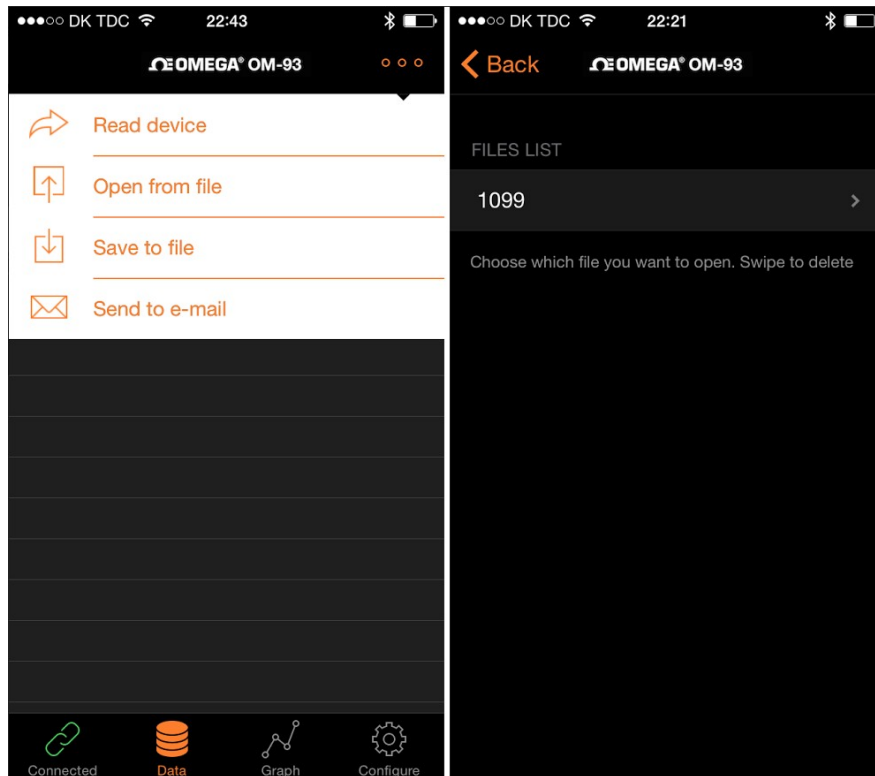 DK TDC 22:43
OMEGA® OM-93
Read device
Open from file
Save to file
Send to e-mail
Connected Data Graph Configure
DK TDC 22:21
Back OMEGA® OM-93
FILES LIST
1099
Choose which file you want to open. Swipe to delete